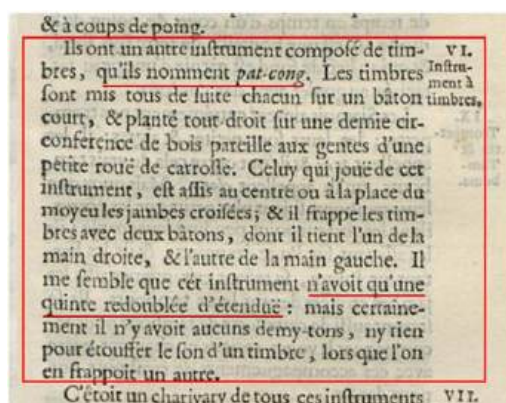 & à coups de poing.
Ils ont un autre inſtrument compoſé de tim-
bres, qu'ils nomment pat-cong. Les timbres
ſont mis tous de ſuite chacun ſur un bâton
court, & planté tout droit ſur une demie cir-
conference de bois pareille aux gentes d'une
petite rouë de carroſſe. Celuy qui jouë de cet
inſtrument, eſt aſſis au centre ou à la place du
moyeu les jambes croiſées; & il frappe les tim-
bres avec deux bâtons, dont il tient l'un de la
main droite, & l'autre de la main gauche. Il
me ſemble que cét inſtrument n'avoit qu'une
quinte redoublée d'étenduë : mais certaine-
ment il n'y avoit aucuns demy-tons, ny rien
pour étouffer le ſon d'un timbre, lors que l'on
en frappoit un autre.
C'étoit un charivary de tous ces inſtruments
VI.
Inſtru-
ment à
timbres.
VII.